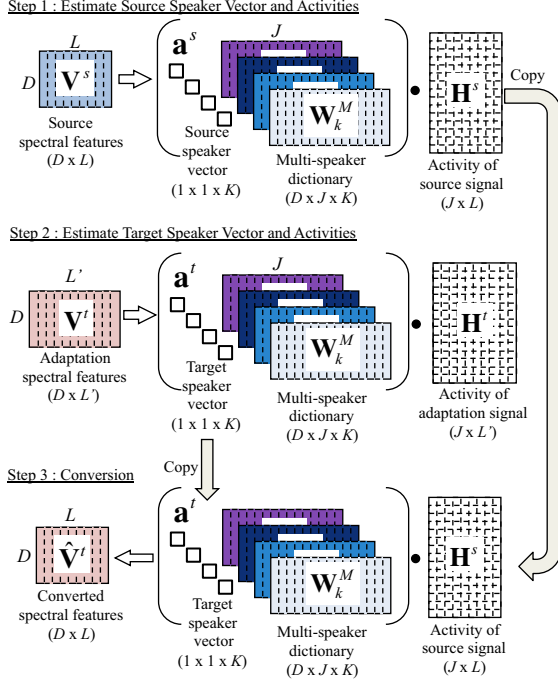 Step 1 : Estimate Source Speaker Vector and Activities
L
D
V^s
Source
spectral features
(D x L)
a^s
J
W_k^M
Source
speaker
vector
(1 x 1 x K)
Multi-speaker
dictionary
(D x J x K)
H^s
Activity of
source signal
(J x L)
Copy
Step 2 : Estimate Target Speaker Vector and Activities
L'
D
V^t
Adaptation
spectral features
(D x L')
a^t
J
W_k^M
Target
speaker
vector
(1 x 1 x K)
Multi-speaker
dictionary
(D x J x K)
H^t
Activity of
adaptation signal
(J x L')
Copy
Step 3 : Conversion
L
D
V̂^t
Converted
spectral features
(D x L)
a^t
W_k^M
Target
speaker
vector
(1 x 1 x K)
Multi-speaker
dictionary
(D x J x K)
H^s
Activity of
source signal
(J x L)